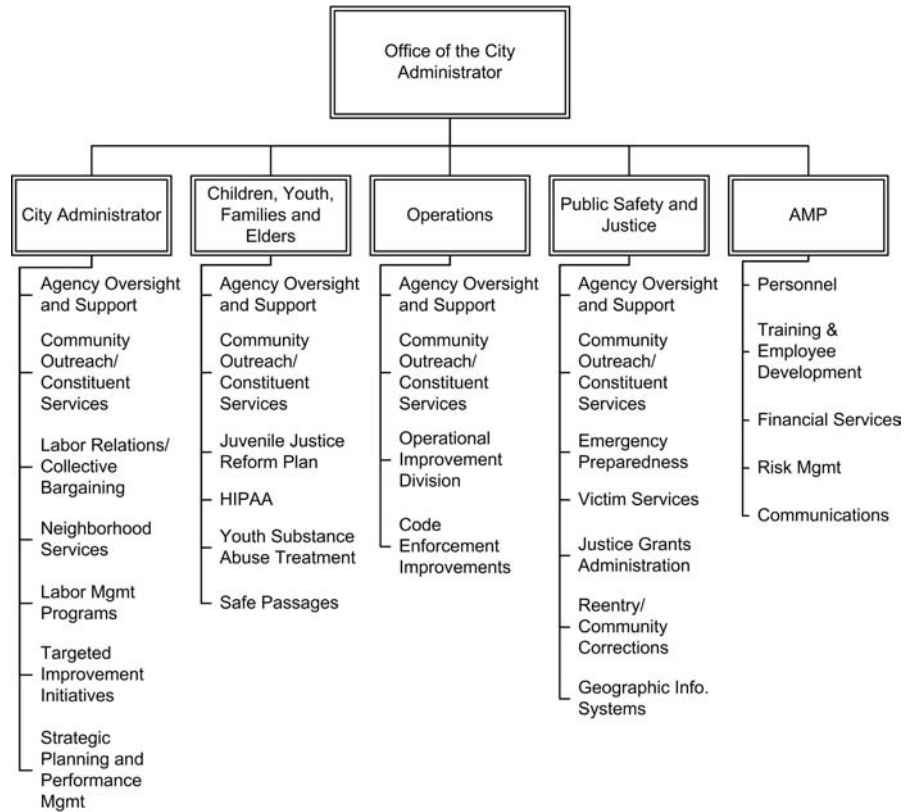 Office of the City
Administrator
City Administrator
Children, Youth,
Families and
Elders
Operations
Public Safety and
Justice
AMP
Agency Oversight
and Support
Community
Outreach/
Constituent
Services
Labor Relations/
Collective
Bargaining
Neighborhood
Services
Labor Mgmt
Programs
Targeted
Improvement
Initiatives
Strategic
Planning and
Performance
Mgmt
Agency Oversight
and Support
Community
Outreach/
Constituent
Services
Juvenile Justice
Reform Plan
HIPAA
Youth Substance
Abuse Treatment
Safe Passages
Agency Oversight
and Support
Community
Outreach/
Constituent
Services
Operational
Improvement
Division
Code
Enforcement
Improvements
Agency Oversight
and Support
Community
Outreach/
Constituent
Services
Emergency
Preparedness
Victim Services
Justice Grants
Administration
Reentry/
Community
Corrections
Geographic Info.
Systems
Personnel
Training &
Employee
Development
Financial Services
Risk Mgmt
Communications